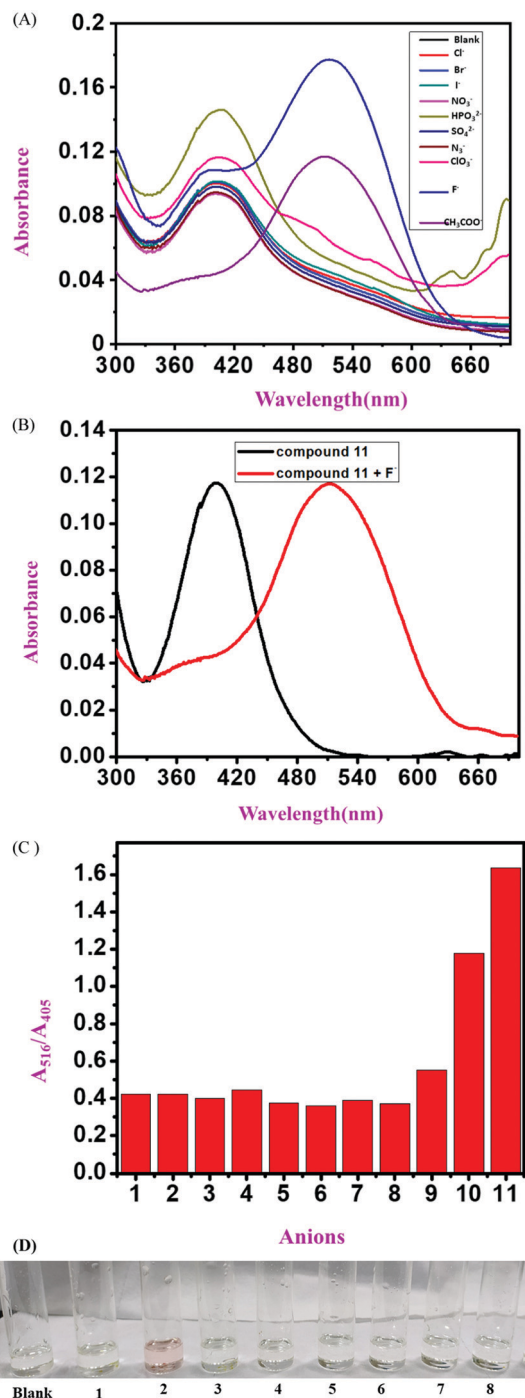 (A)
0.2
0.16
0.12
0.08
0.04
0
Absorbance
Blank
Cl⁻
Br⁻
I⁻
NO₃⁻
HPO₃²⁻
SO₄²⁻
N₃⁻
ClO₃⁻
F⁻
CH₃COO⁻
300 360 420 480 540 600 660
Wavelength(nm)
(B)
0.14
0.12
0.10
0.08
0.06
0.04
0.02
0.00
Absorbance
compound 11
compound 11 + F⁻
300 360 420 480 540 600 660
Wavelength(nm)
(C )
1.6
1.4
1.2
1.0
0.8
0.6
0.4
0.2
0.0
A₅₁₆/A₄₀₅
1 2 3 4 5 6 7 8 9 10 11
Anions
(D)
Blank 1 2 3 4 5 6 7 8